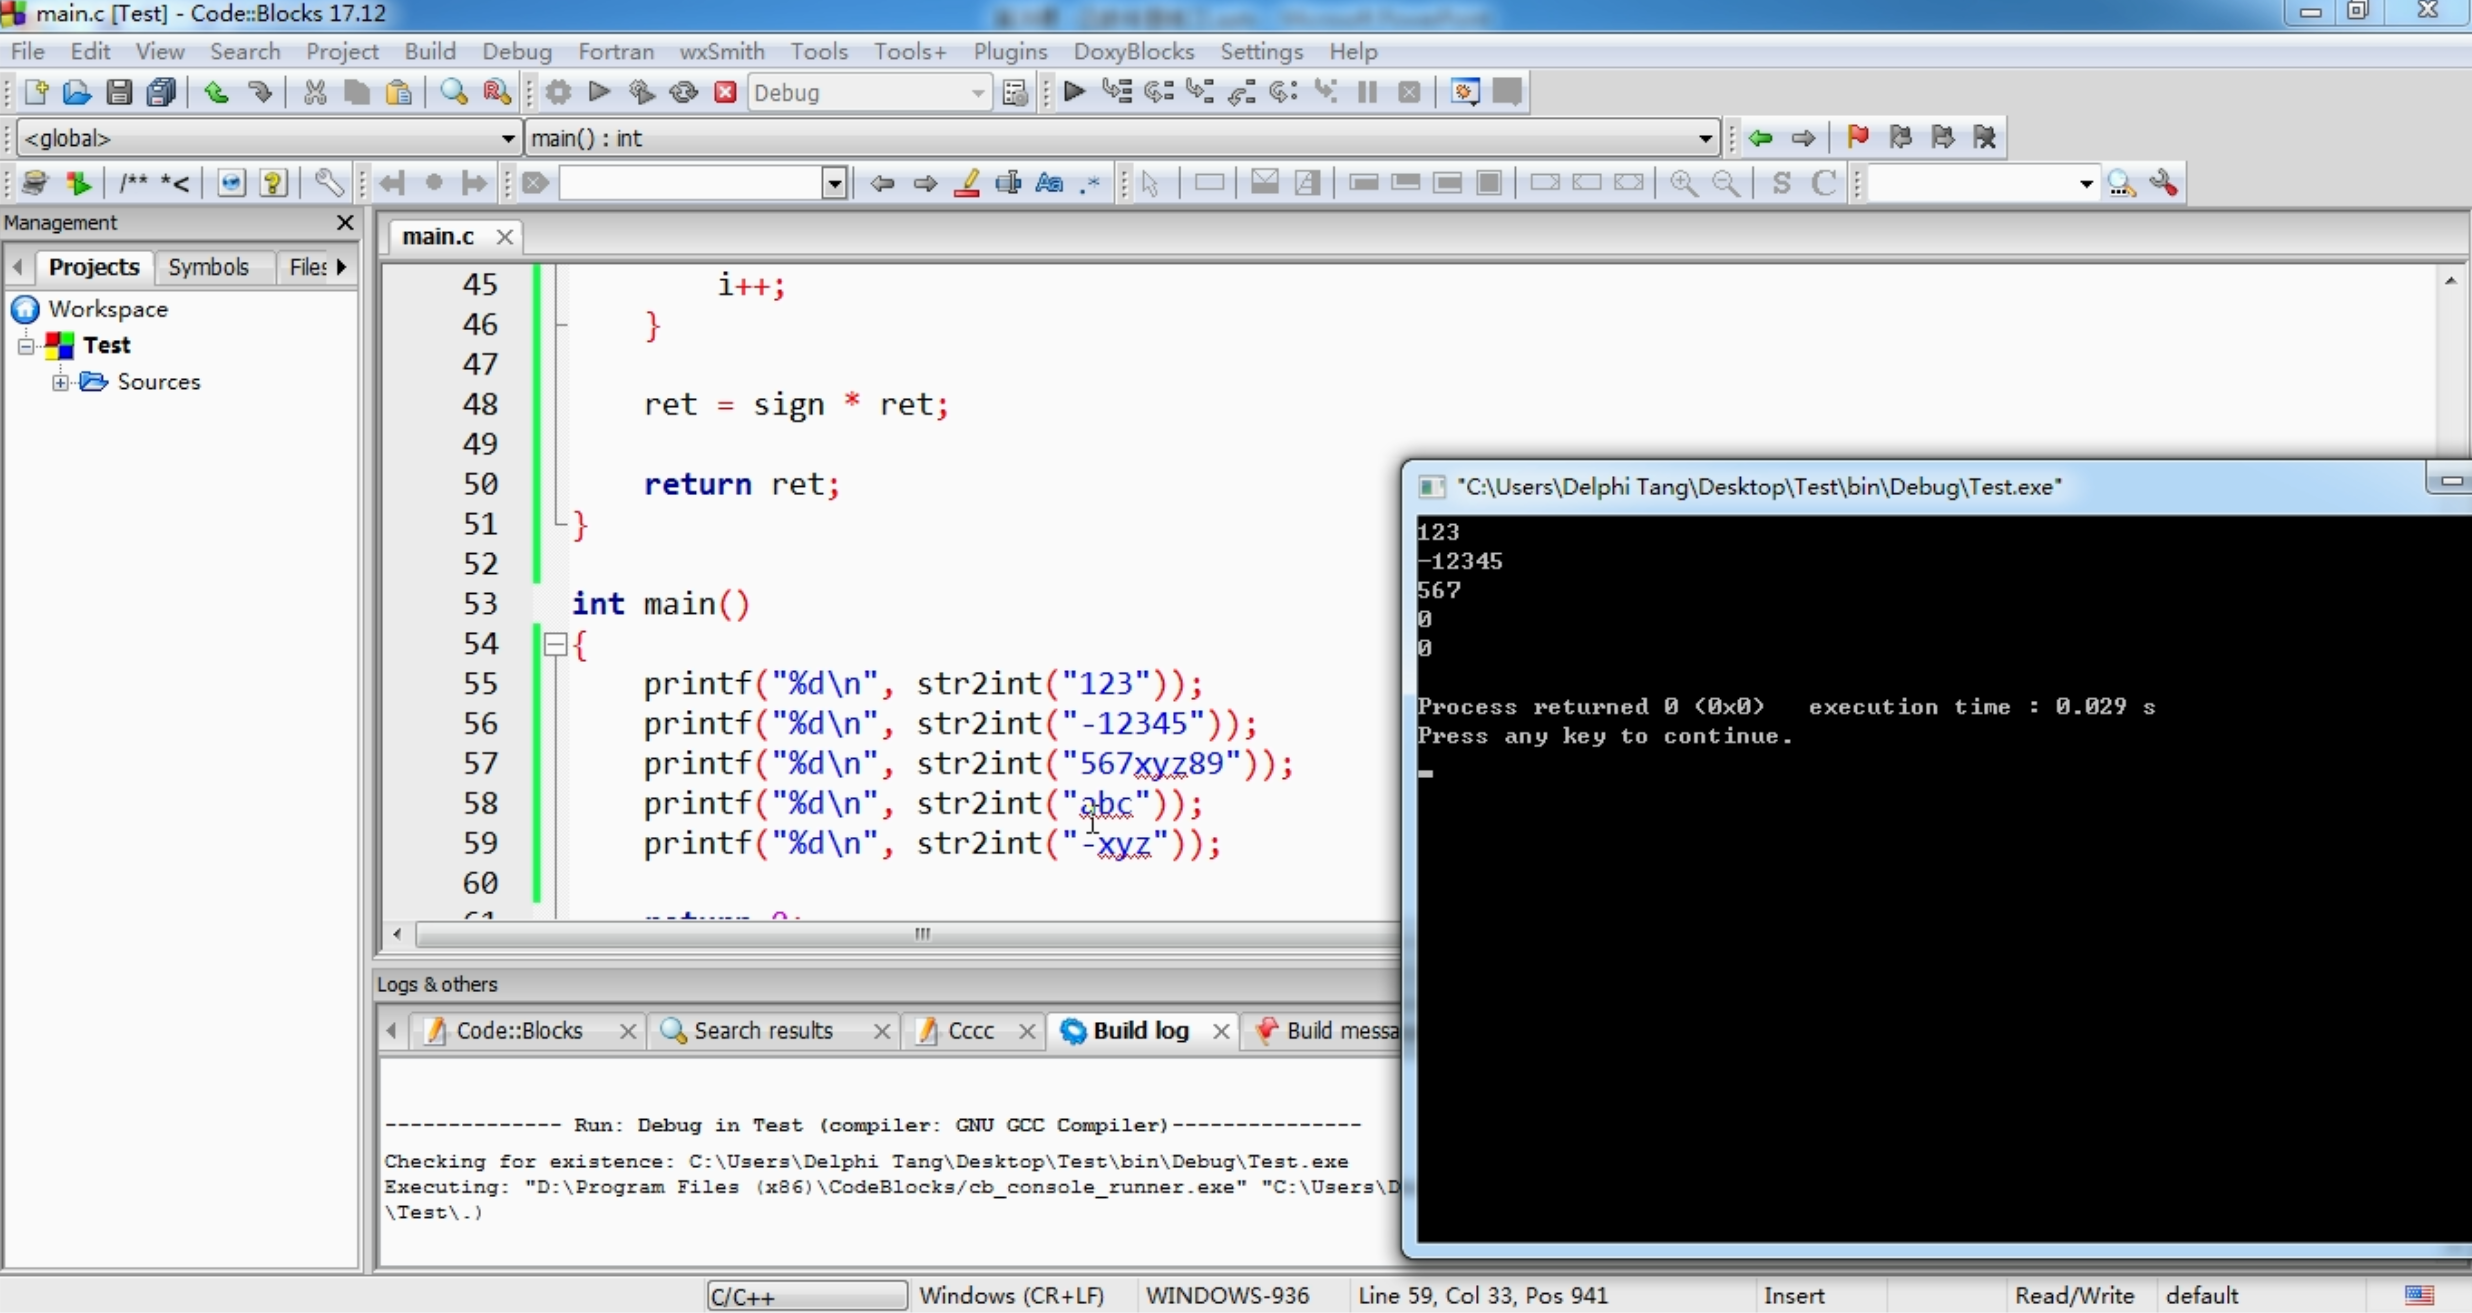 main.c [Test] - Code::Blocks 17.12
File Edit View Search Project Build Debug Fortran wxSmith Tools Tools+ Plugins DoxyBlocks Settings Help
Debug
<global> main() : int
/** *<
Aa .* S C
Management
Projects Symbols Files
Workspace
Test
Sources
main.c
45 i++;
46 }
47
48 ret = sign * ret;
49
50 return ret;
51 }
52
53 int main()
54 {
55 printf("%d\n", str2int("123"));
56 printf("%d\n", str2int("-12345"));
57 printf("%d\n", str2int("567xyz89"));
58 printf("%d\n", str2int("abc"));
59 printf("%d\n", str2int("-xyz"));
60
61 return 0;
"C:\Users\Delphi Tang\Desktop\Test\bin\Debug\Test.exe"
123
-12345
567
0
0
Process returned 0 (0x0) execution time : 0.029 s
Press any key to continue.
Logs & others
Code::Blocks Search results Cccc Build log Build messa
-------------- Run: Debug in Test (compiler: GNU GCC Compiler)---------------
Checking for existence: C:\Users\Delphi Tang\Desktop\Test\bin\Debug\Test.exe
Executing: "D:\Program Files (x86)\CodeBlocks/cb_console_runner.exe" "C:\Users\D
\Test\.)
C/C++ Windows (CR+LF) WINDOWS-936 Line 59, Col 33, Pos 941 Insert Read/Write default